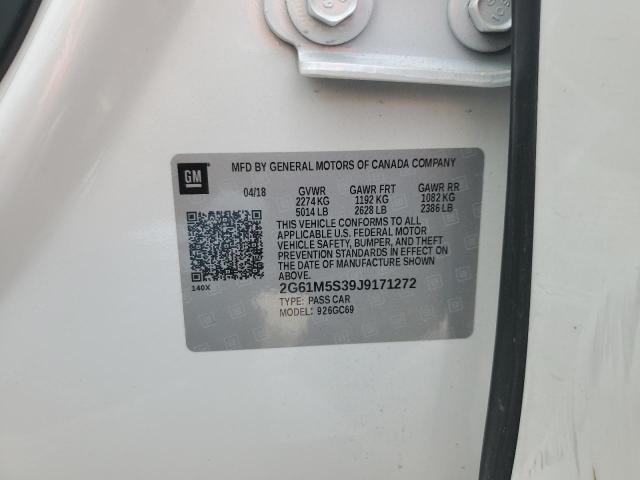 GM
MFD BY GENERAL MOTORS OF CANADA COMPANY
04/18 GVWR GAWR FRT GAWR RR
2274 KG 1192 KG 1082 KG
5014 LB 2628 LB 2386 LB
THIS VEHICLE CONFORMS TO ALL
APPLICABLE U.S. FEDERAL MOTOR
VEHICLE SAFETY, BUMPER, AND THEFT
PREVENTION STANDARDS IN EFFECT ON
THE DATE OF MANUFACTURE SHOWN
ABOVE.
140X
2G61M5S39J9171272
TYPE: PASS CAR
MODEL: 926GC69